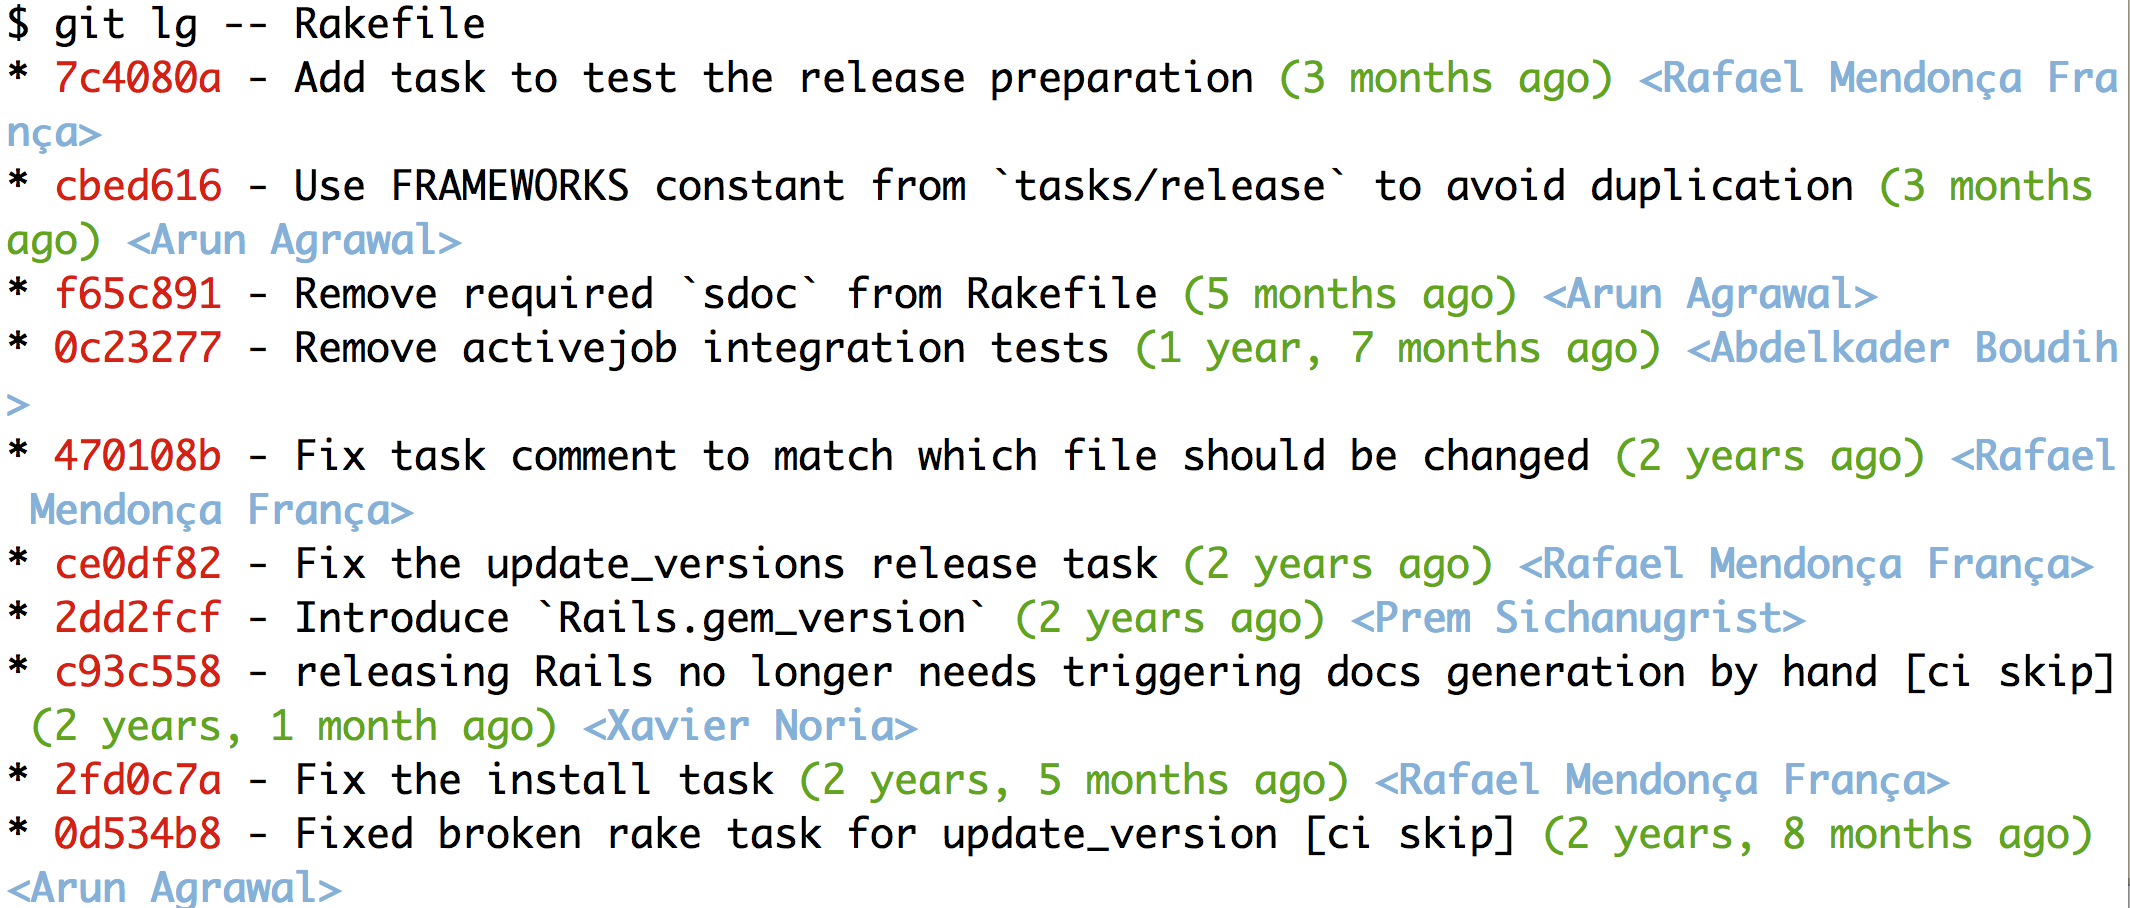 $ git lg -- Rakefile
* 7c4080a - Add task to test the release preparation (3 months ago) <Rafael Mendonça Fra
nça>
* cbed616 - Use FRAMEWORKS constant from `tasks/release` to avoid duplication (3 months
ago) <Arun Agrawal>
* f65c891 - Remove required `sdoc` from Rakefile (5 months ago) <Arun Agrawal>
* 0c23277 - Remove activejob integration tests (1 year, 7 months ago) <Abdelkader Boudih
>
* 470108b - Fix task comment to match which file should be changed (2 years ago) <Rafael
 Mendonça França>
* ce0df82 - Fix the update_versions release task (2 years ago) <Rafael Mendonça França>
* 2dd2fcf - Introduce `Rails.gem_version` (2 years ago) <Prem Sichanugrist>
* c93c558 - releasing Rails no longer needs triggering docs generation by hand [ci skip]
 (2 years, 1 month ago) <Xavier Noria>
* 2fd0c7a - Fix the install task (2 years, 5 months ago) <Rafael Mendonça França>
* 0d534b8 - Fixed broken rake task for update_version [ci skip] (2 years, 8 months ago)
<Arun Agrawal>